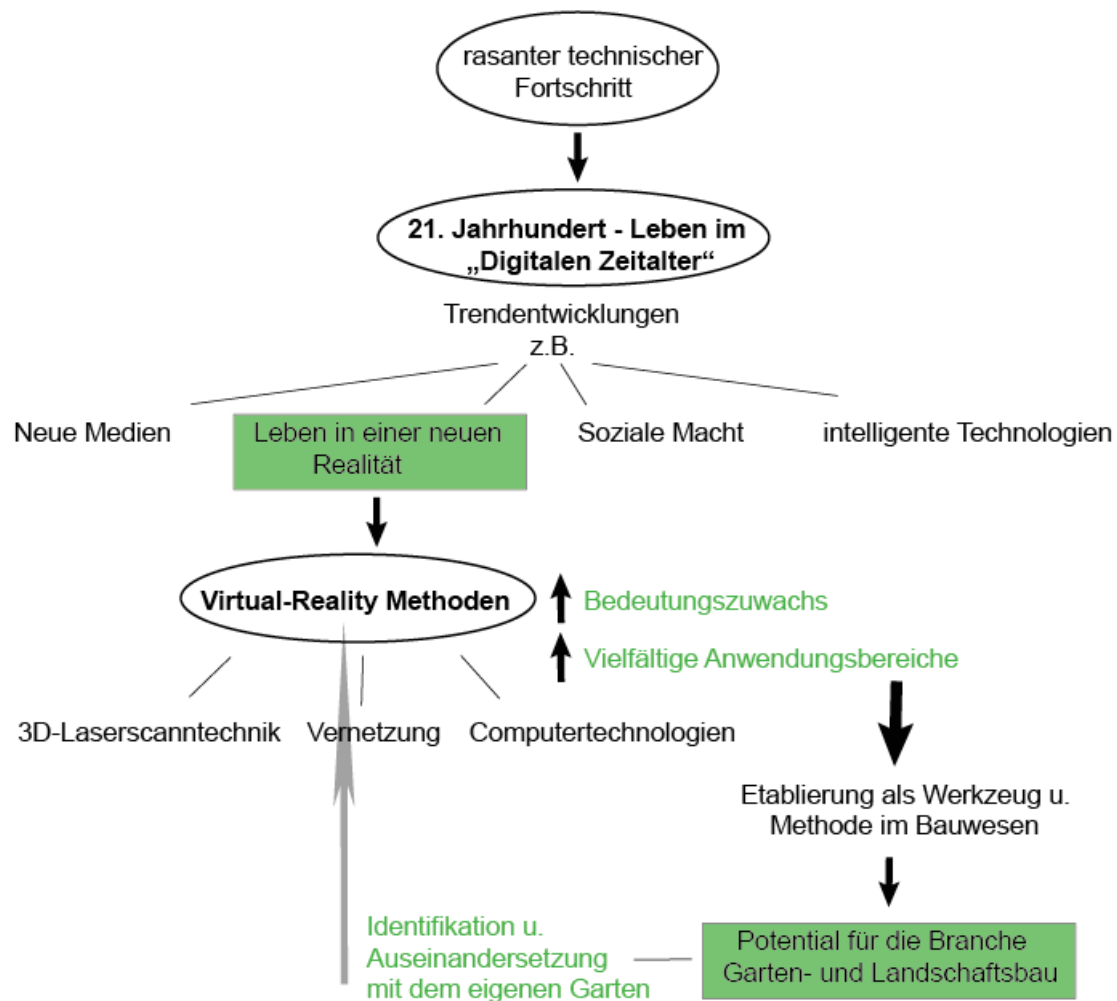 rasanter technischer
Fortschritt
21. Jahrhundert - Leben im
„Digitalen Zeitalter“
Trendentwicklungen
z.B.
Neue Medien
Leben in einer neuen
Realität
Soziale Macht
intelligente Technologien
Virtual-Reality Methoden
Bedeutungszuwachs
Vielfältige Anwendungsbereiche
3D-Laserscanntechnik
Vernetzung
Computertechnologien
Etablierung als Werkzeug u.
Methode im Bauwesen
Identifikation u.
Auseinandersetzung
mit dem eigenen Garten
Potential für die Branche
Garten- und Landschaftsbau